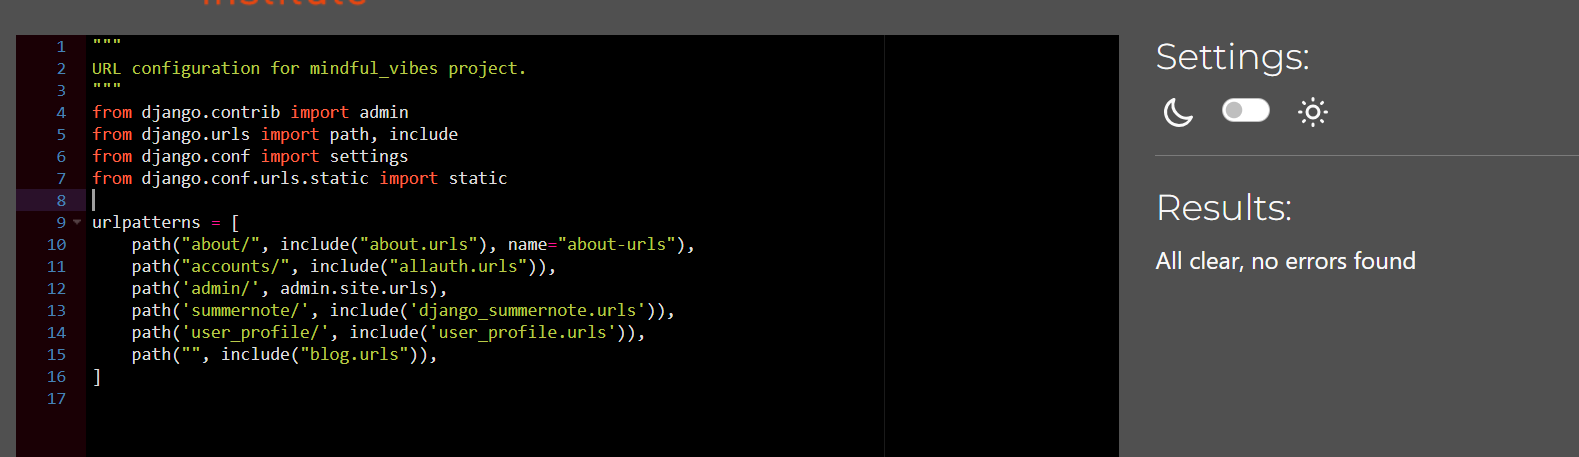 1 """
2 URL configuration for mindful_vibes project.
3 """
4 from django.contrib import admin
5 from django.urls import path, include
6 from django.conf import settings
7 from django.conf.urls.static import static
8
9 urlpatterns = [
10     path("about/", include("about.urls"), name="about-urls"),
11     path("accounts/", include("allauth.urls")),
12     path('admin/', admin.site.urls),
13     path('summernote/', include('django_summernote.urls')),
14     path('user_profile/', include('user_profile.urls')),
15     path("", include("blog.urls")),
16 ]
17
Settings:
Results:
All clear, no errors found